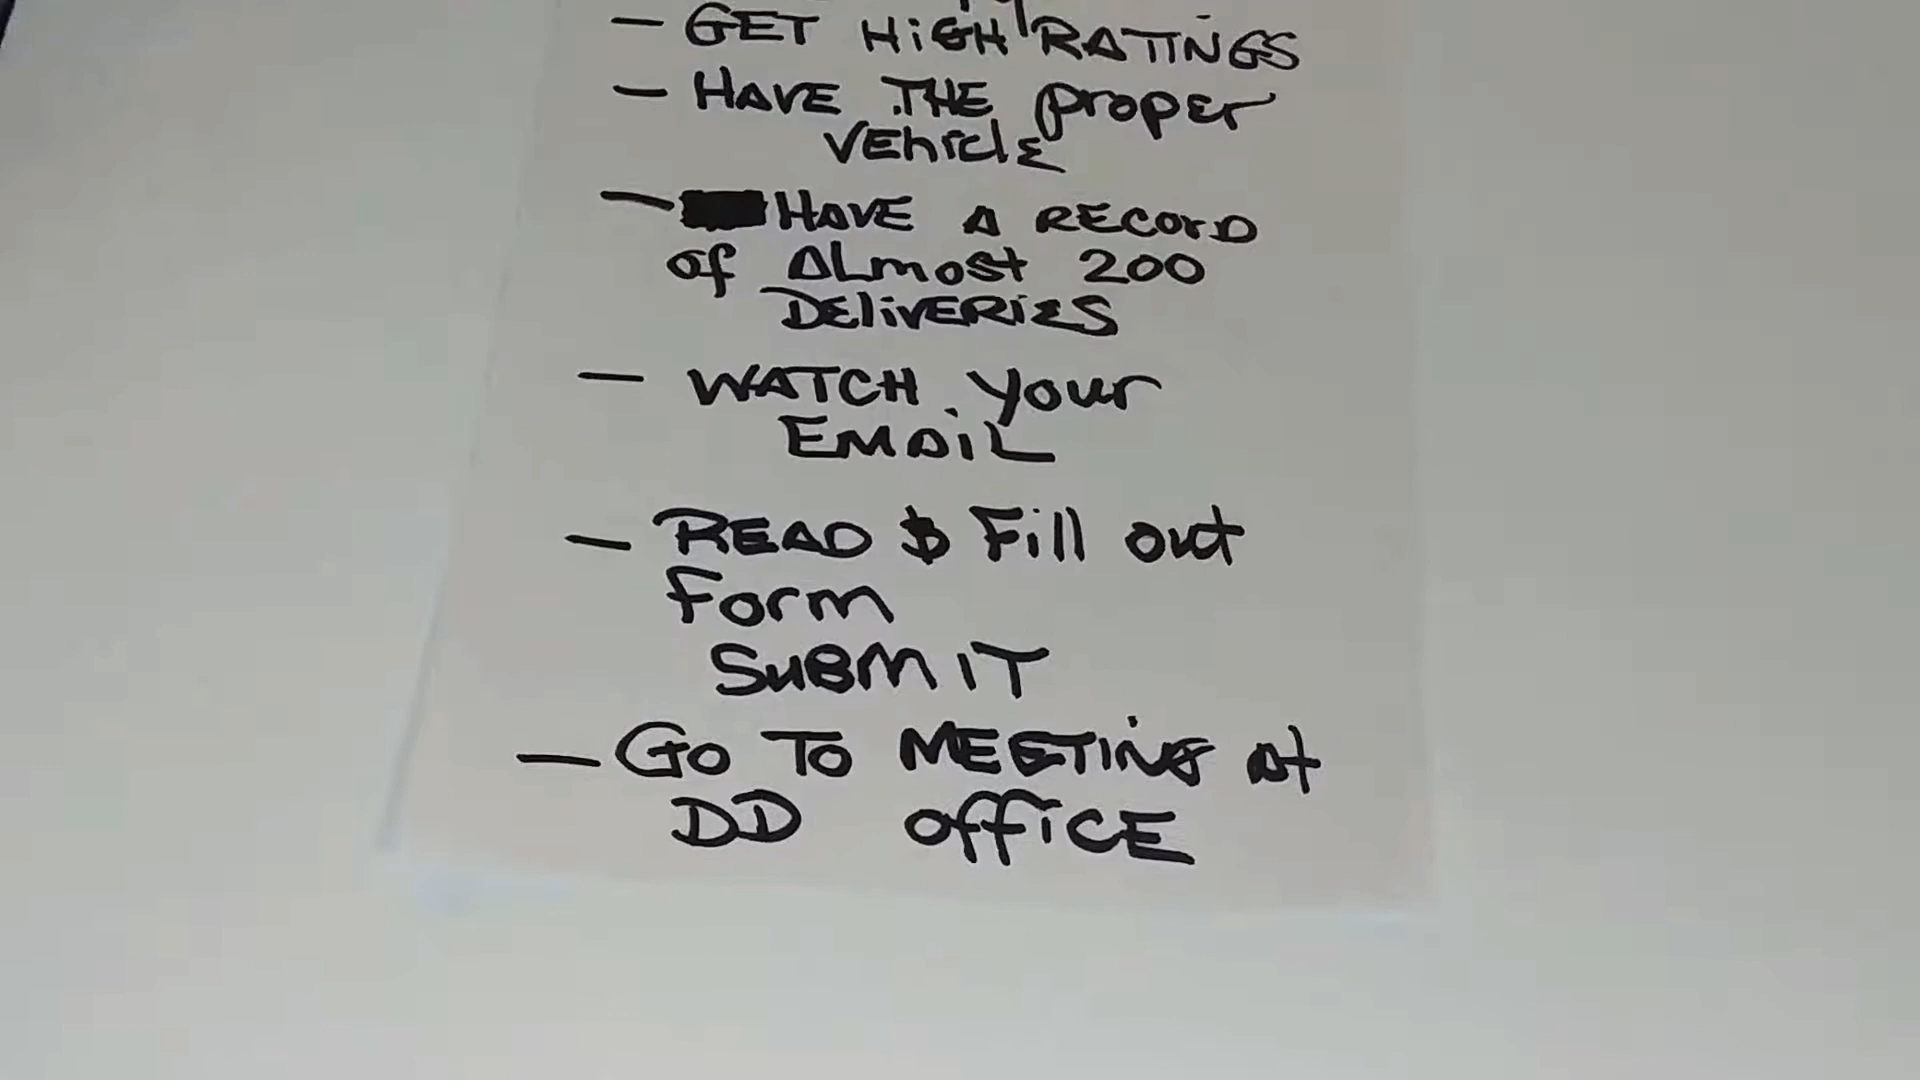 - GET HiGH RATINGS
- HAVE THE proper
VEhiclE
- HAVE A RECOrD
of ALmost 200
DEliVERiES
- WATCH your
EMAiL
- READ & Fill out
Form
SuBMIT
- GO TO MEETiNG At
DD officE